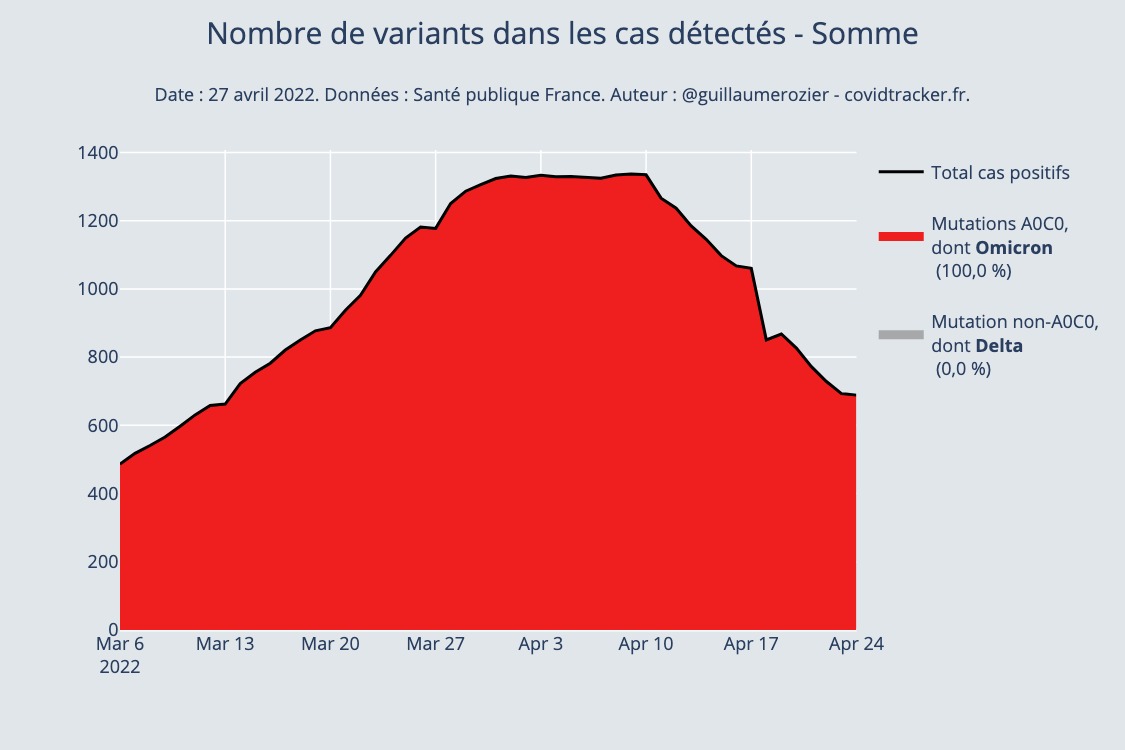 Nombre de variants dans les cas détectés - Somme
Date : 27 avril 2022. Données : Santé publique France. Auteur : @guillaumerozier - covidtracker.fr.
1400
1200
1000
800
600
400
200
0
Mar 6
2022
Mar 13
Mar 20
Mar 27
Apr 3
Apr 10
Apr 17
Apr 24
Total cas positifs
Mutations A0C0,
dont Omicron
(100,0 %)
Mutation non-A0C0,
dont Delta
(0,0 %)